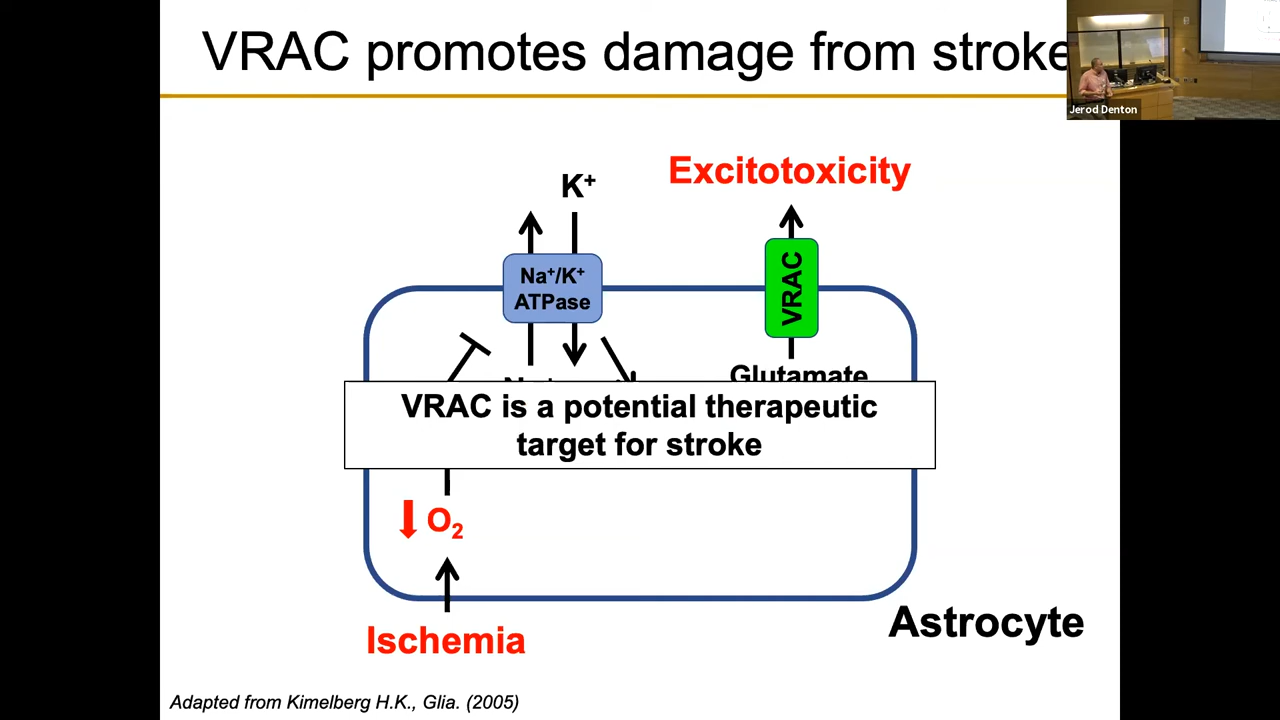 VRAC promotes damage from stroke
Jerod Denton
K+
Excitotoxicity
Na+/K+
ATPase
VRAC
Glutamate
VRAC is a potential therapeutic
target for stroke
O2
Ischemia
Astrocyte
Adapted from Kimelberg H.K., Glia. (2005)